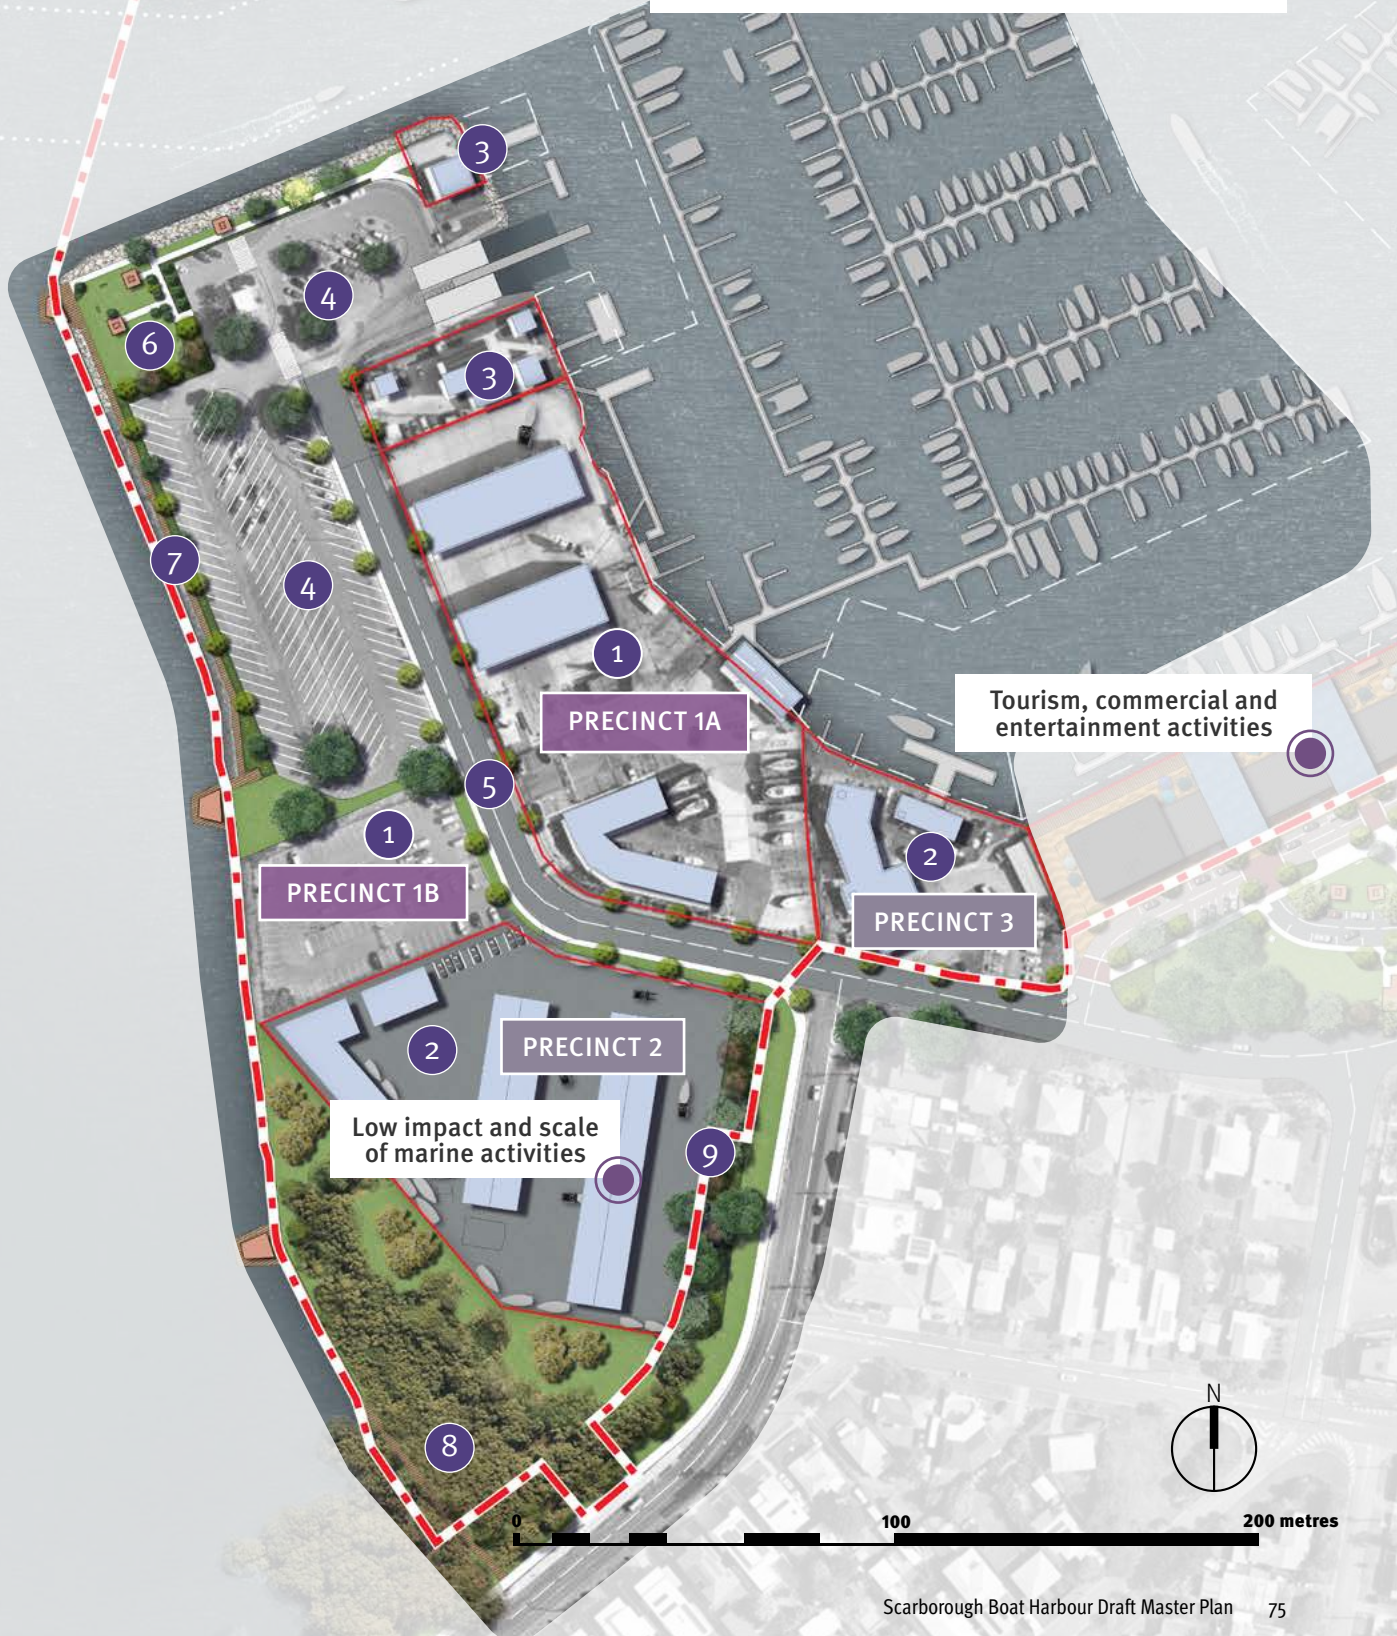 3
4
6
3
7
4
1
PRECINCT 1A
Tourism, commercial and
entertainment activities
5
1
PRECINCT 1B
2
PRECINCT 3
2
PRECINCT 2
Low impact and scale
of marine activities
9
8
N
0 100 200 metres
Scarborough Boat Harbour Draft Master Plan 75